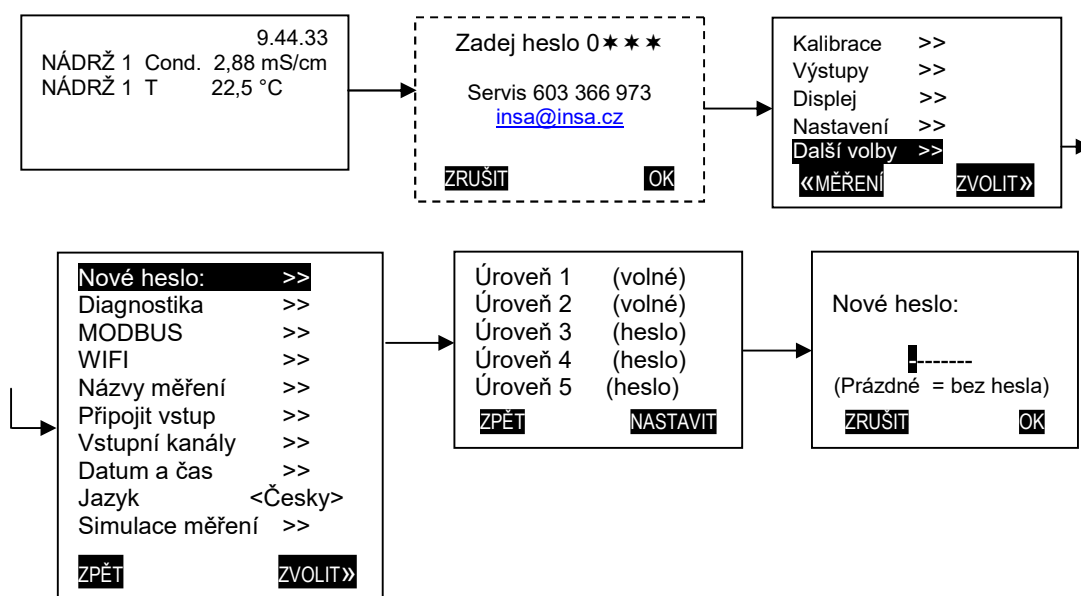 9.44.33
NÁDRŽ 1 Cond. 2,88 mS/cm
NÁDRŽ 1 T 22,5 °C
Zadej heslo 0✶✶✶
Servis 603 366 973
insa@insa.cz
ZRUŠIT OK
Kalibrace >>
Výstupy >>
Displej >>
Nastavení >>
Další volby >>
«MĚŘENÍ ZVOLIT»
Nové heslo: >>
Diagnostika >>
MODBUS >>
WIFI >>
Názvy měření >>
Připojit vstup >>
Vstupní kanály >>
Datum a čas >>
Jazyk <Česky>
Simulace měření >>
ZPĚT ZVOLIT»
Úroveň 1 (volné)
Úroveň 2 (volné)
Úroveň 3 (heslo)
Úroveň 4 (heslo)
Úroveň 5 (heslo)
ZPĚT NASTAVIT
Nové heslo:
--------
(Prázdné = bez hesla)
ZRUŠIT OK